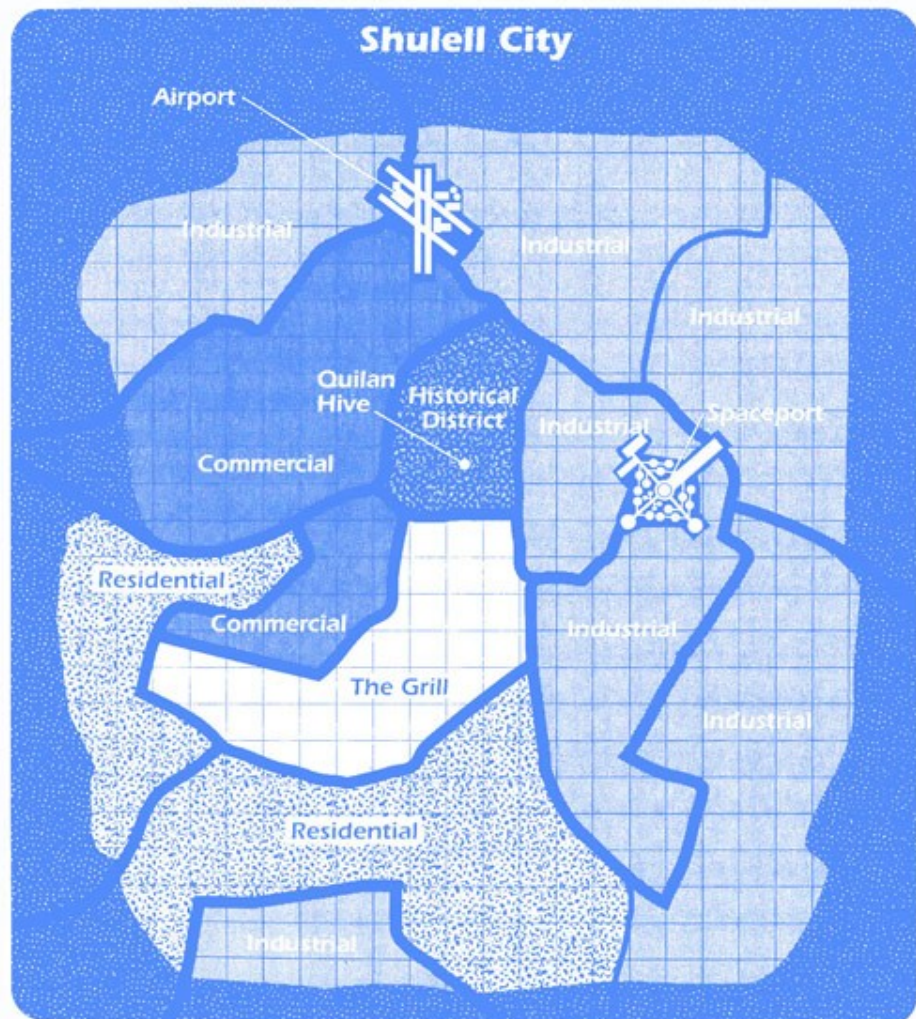 Shulell City
Airport
Industrial
Industrial
Industrial
Quilan
Hive
Historical
District
Industrial
Spaceport
Commercial
Residential
Commercial
Industrial
The Grill
Industrial
Residential
Industrial